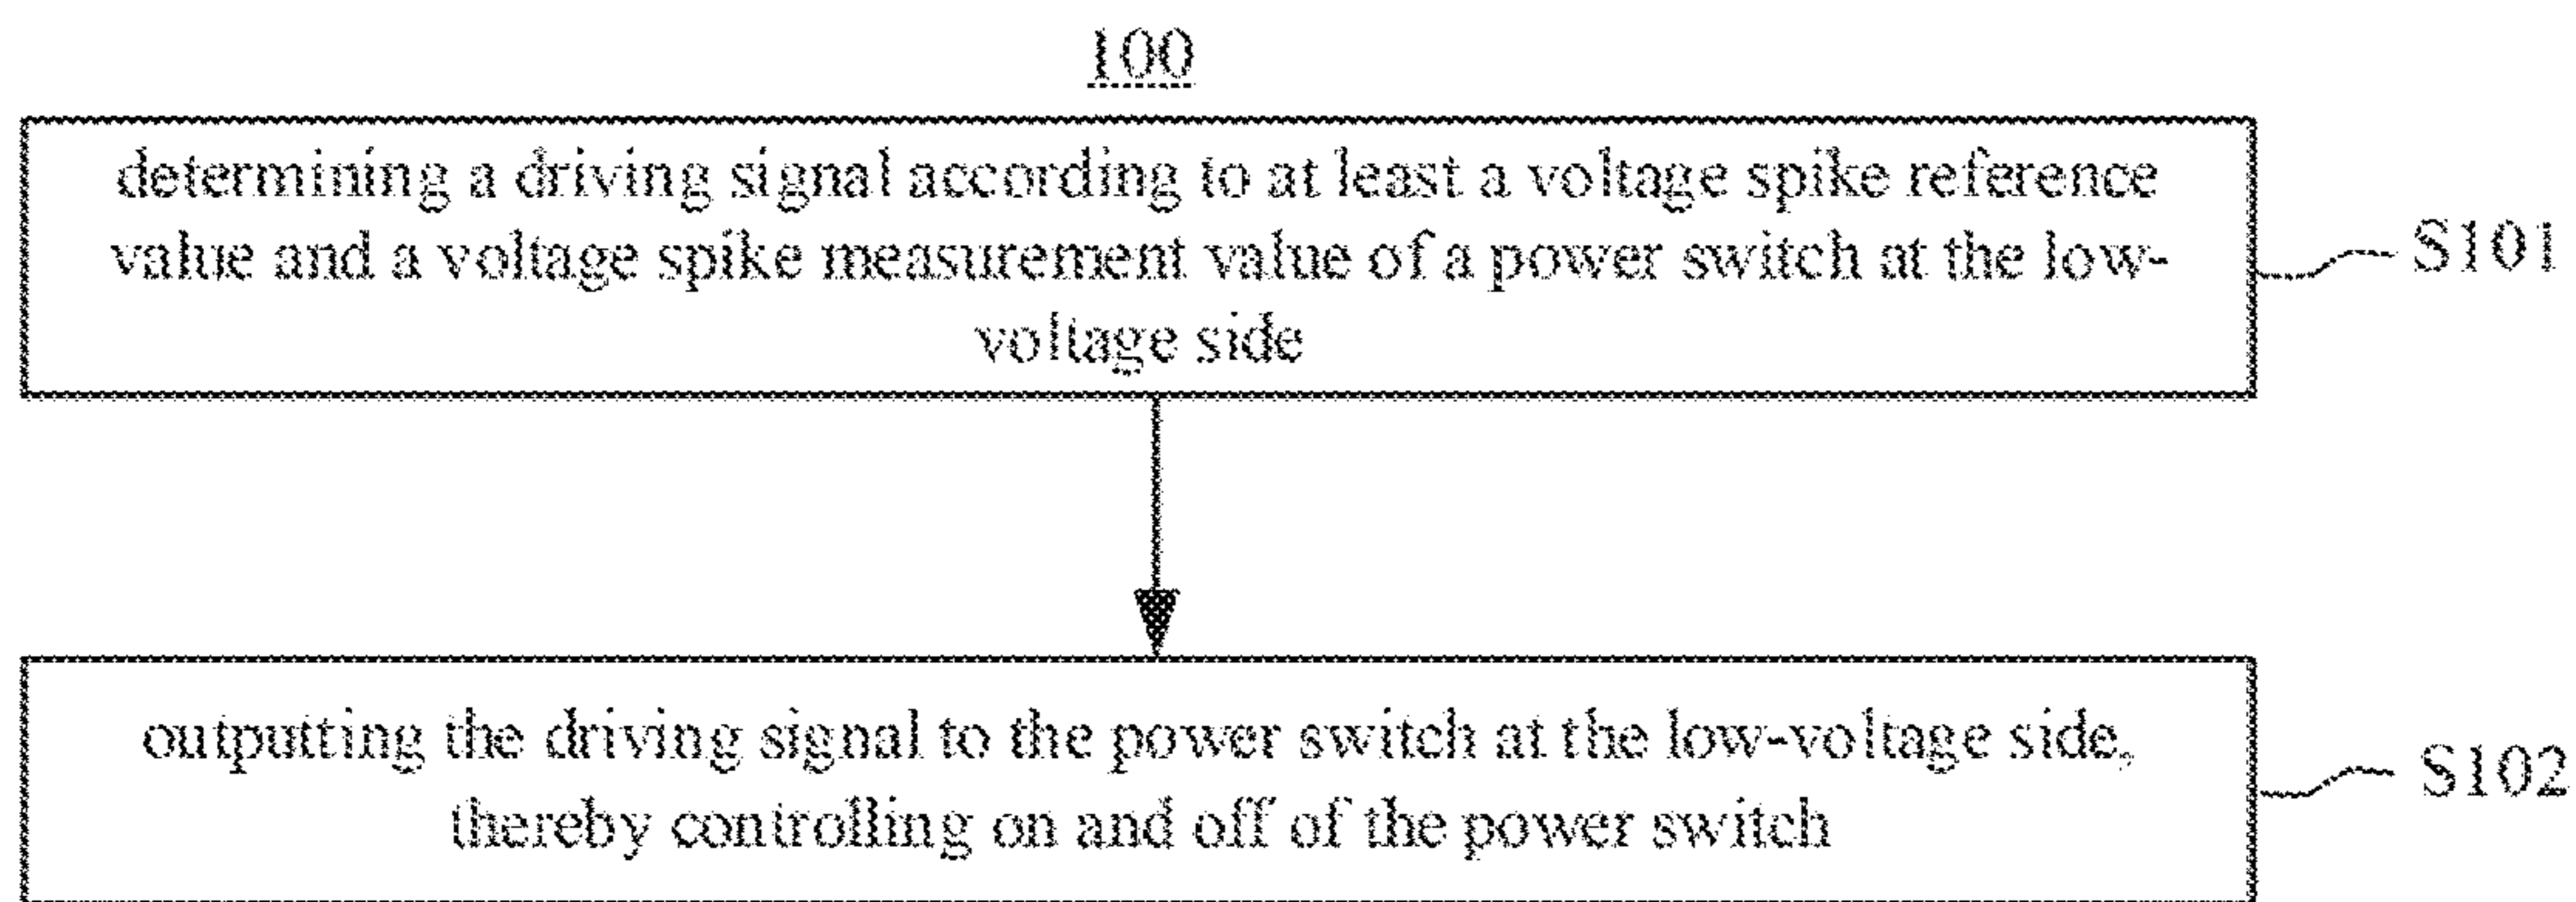 100
determining a driving signal according to at least a voltage spike reference
value and a voltage spike measurement value of a power switch at the low-
voltage side
S101
outputting the driving signal to the power switch at the low-voltage side,
thereby controlling on and off of the power switch
S102